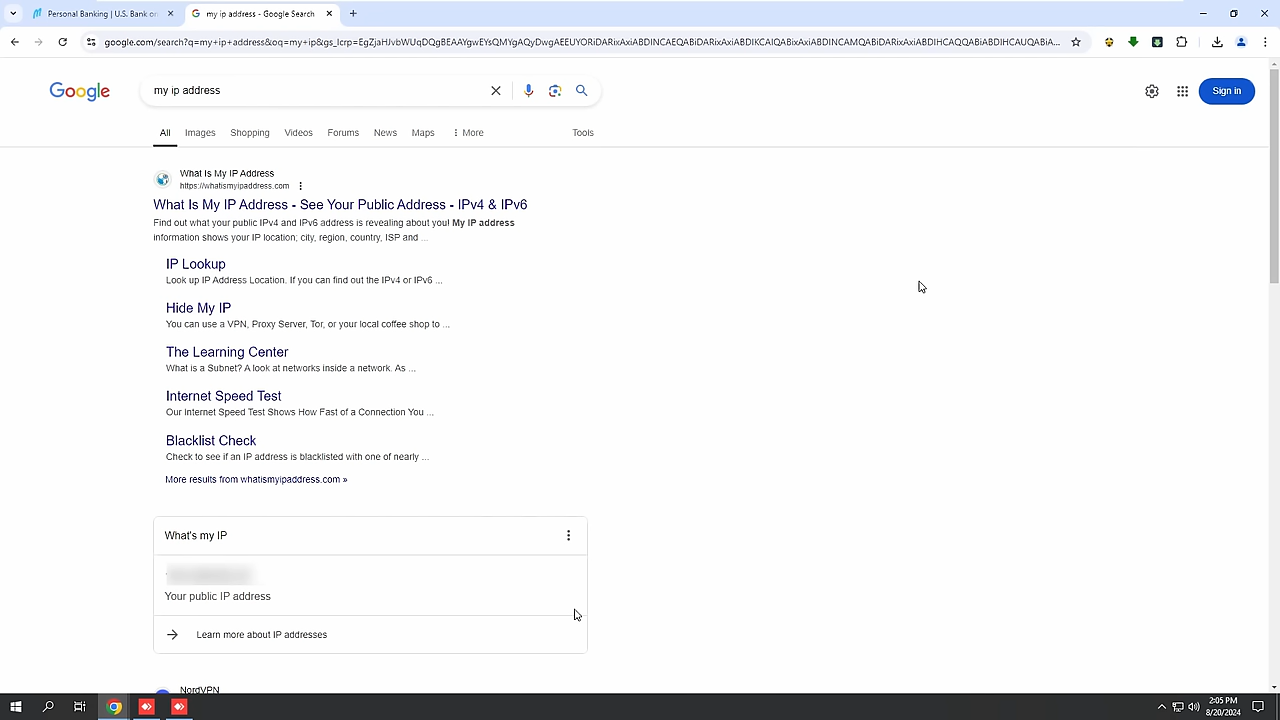 Personal Banking | U.S. Bank on
my ip address - Google Search
google.com/search?q=my+ip+address&oq=my+ip&gs_lcrp=EgZjaHJvbWUqDQgBEAAYgwEYsQMYgAQyDwgAEEUYORiDARixAxiABDINCAEQABiDARixAxiABDIKCAIQABixAxiABDINCAMQABiDARixAxiABDIHCAQQABiABDIHCAUQABiA...
Google
my ip address
Sign in
All Images Shopping Videos Forums News Maps More Tools
What Is My IP Address
https://whatismyipaddress.com
What Is My IP Address - See Your Public Address - IPv4 & IPv6
Find out what your public IPv4 and IPv6 address is revealing about you! My IP address
information shows your IP location; city, region, country, ISP and ...
IP Lookup
Look up IP Address Location. If you can find out the IPv4 or IPv6 ...
Hide My IP
You can use a VPN, Proxy Server, Tor, or your local coffee shop to ...
The Learning Center
What is a Subnet? A look at networks inside a network. As ...
Internet Speed Test
Our Internet Speed Test Shows How Fast of a Connection You ...
Blacklist Check
Check to see if an IP address is blacklisted with one of nearly ...
More results from whatismyipaddress.com »
What's my IP
Your public IP address
Learn more about IP addresses
NordVPN
2:05 PM
8/20/2024